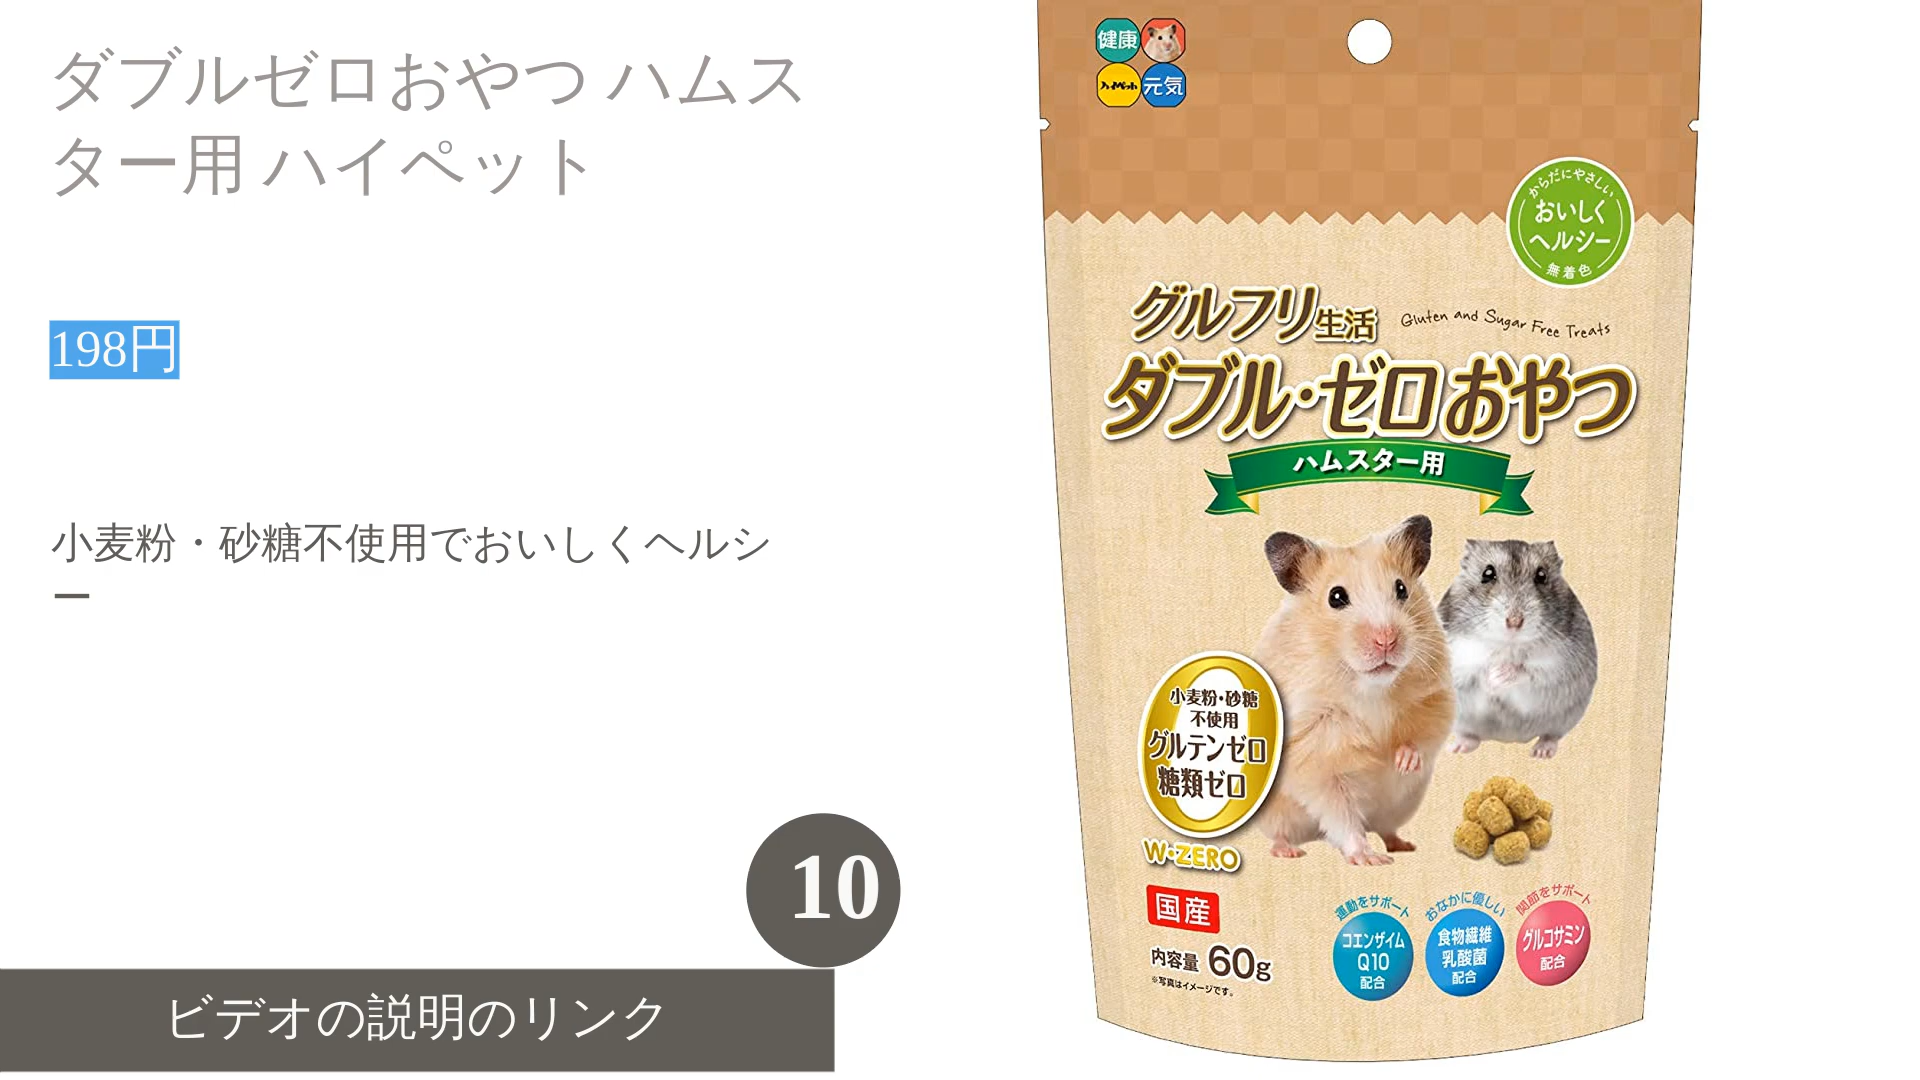 ダブルゼロおやつ ハムス
ター用 ハイペット
198円
小麦粉・砂糖不使用でおいしくヘルシ
ー
10
ビデオの説明のリンク
健康
ハイペット
元気
からだにやさしい
おいしく
ヘルシー
無着色
グルフリ生活
Gluten and Sugar Free Treats
ダブル・ゼロおやつ
ハムスター用
小麦粉・砂糖
不使用
グルテンゼロ
糖類ゼロ
W・ZERO
国産
内容量 60g
※写真はイメージです。
運動をサポート
コエンザイム
Q10
配合
おなかに優しい
食物繊維
乳酸菌
配合
関節をサポート
グルコサミン
配合